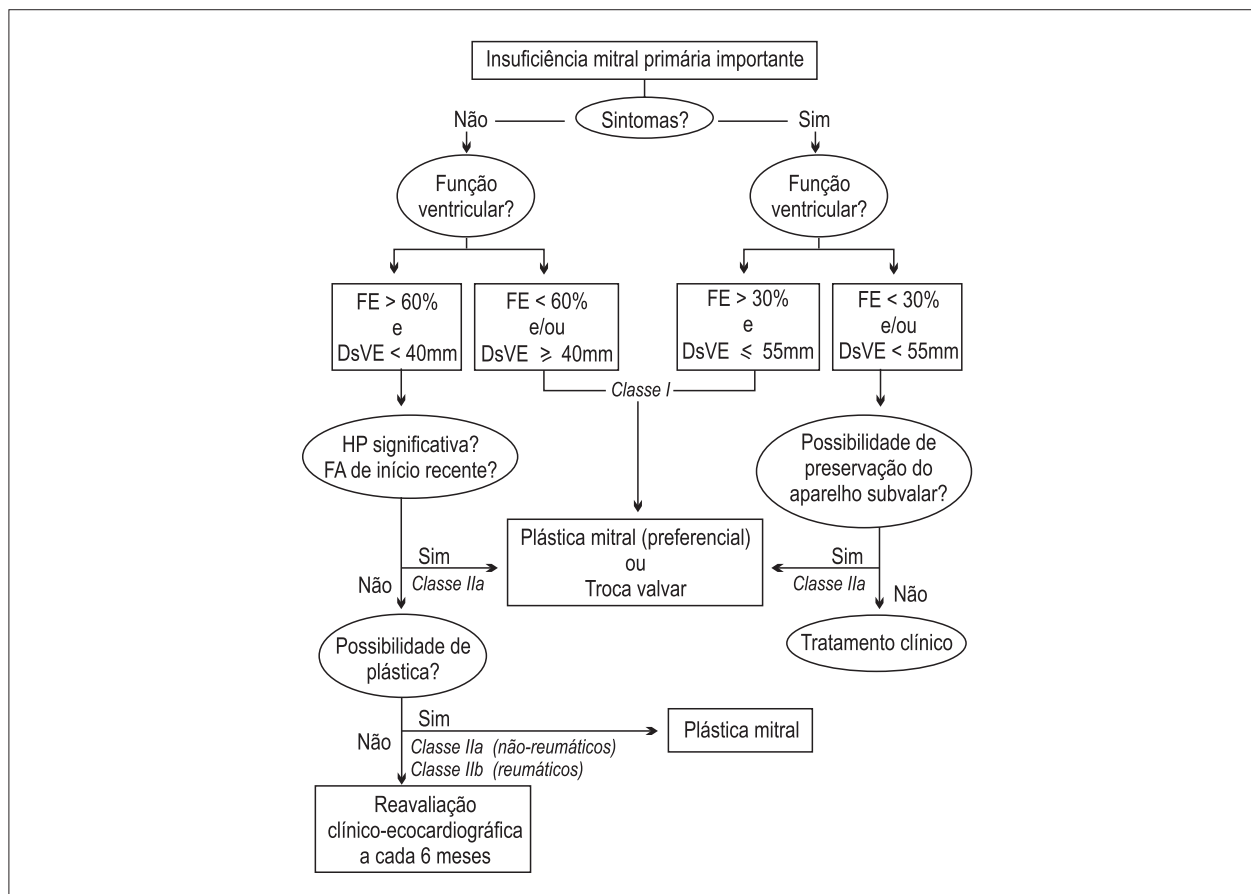 Insuficiência mitral primária importante
Sintomas?
Não
Sim
Função
ventricular?
Função
ventricular?
FE > 60%
e
DsVE < 40mm
FE < 60%
e/ou
DsVE ⩾ 40mm
FE > 30%
e
DsVE ⩽ 55mm
FE < 30%
e/ou
DsVE < 55mm
Classe I
HP significativa?
FA de início recente?
Possibilidade de
preservação do
aparelho subvalar?
Plástica mitral (preferencial)
ou
Troca valvar
Sim
Classe IIa
Não
Sim
Classe IIa
Não
Possibilidade de
plástica?
Tratamento clínico
Sim
Não
Classe IIa (não-reumáticos)
Classe IIb (reumáticos)
Plástica mitral
Reavaliação
clínico-ecocardiográfica
a cada 6 meses